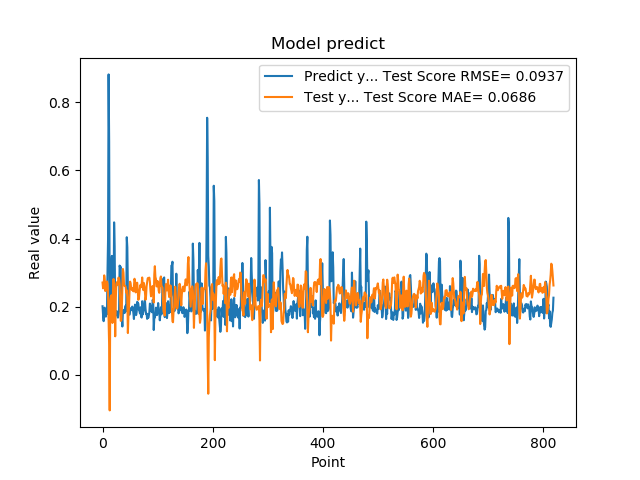 Model predict
Predict y... Test Score RMSE= 0.0937
Test y... Test Score MAE= 0.0686
Real value
0.8
0.6
0.4
0.2
0.0
0 200 400 600 800
Point